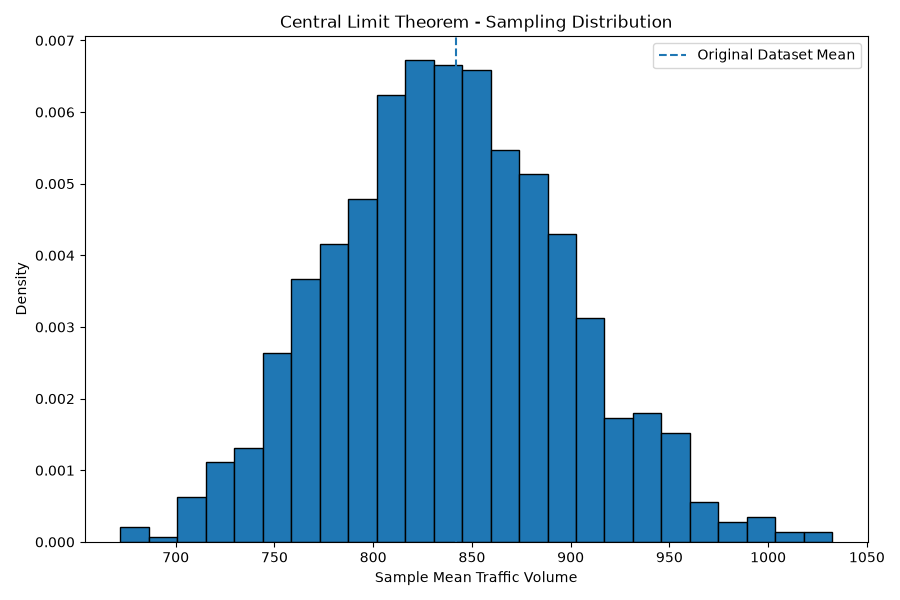 Central Limit Theorem - Sampling Distribution
Original Dataset Mean
0.007
0.006
0.005
0.004
0.003
0.002
0.001
0.000
Density
700 750 800 850 900 950 1000 1050
Sample Mean Traffic Volume